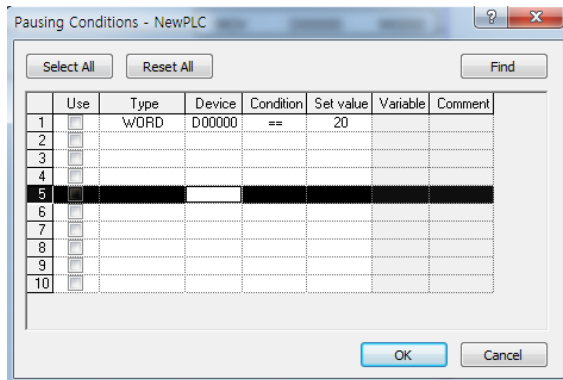 Pausing Conditions - NewPLC
Select All Reset All Find
Use Type Device Condition Set value Variable Comment
1 WORD D00000 == 20
2
3
4
5
6
7
8
9
10
OK Cancel